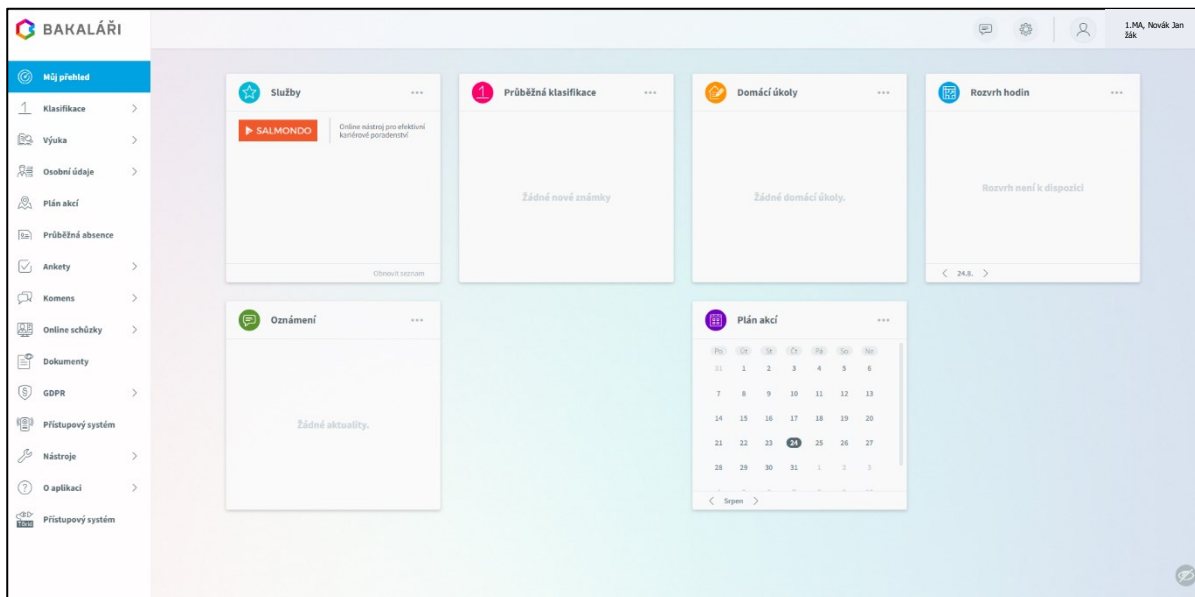 BAKALÁŘI
1.MA, Novák Jan
žák
Můj přehled
1 Klasifikace
Výuka
Osobní údaje
Plán akcí
Průběžná absence
Ankety
Komens
Online schůzky
Dokumenty
§ GDPR
Přístupový systém
Nástroje
? O aplikaci
Přístupový systém
Služby
SALMONDO
Online nástroj pro efektivní
kariérové poradenství
Obnovit seznam
1 Průběžná klasifikace
Žádné nové známky
Domácí úkoly
Žádné domácí úkoly.
Rozvrh hodin
Rozvrh není k dispozici
24.8.
Oznámení
Žádné aktuality.
Plán akcí
Po Út St Čt Pá So Ne
31 1 2 3 4 5 6
7 8 9 10 11 12 13
14 15 16 17 18 19 20
21 22 23 24 25 26 27
28 29 30 31 1 2 3
Srpen